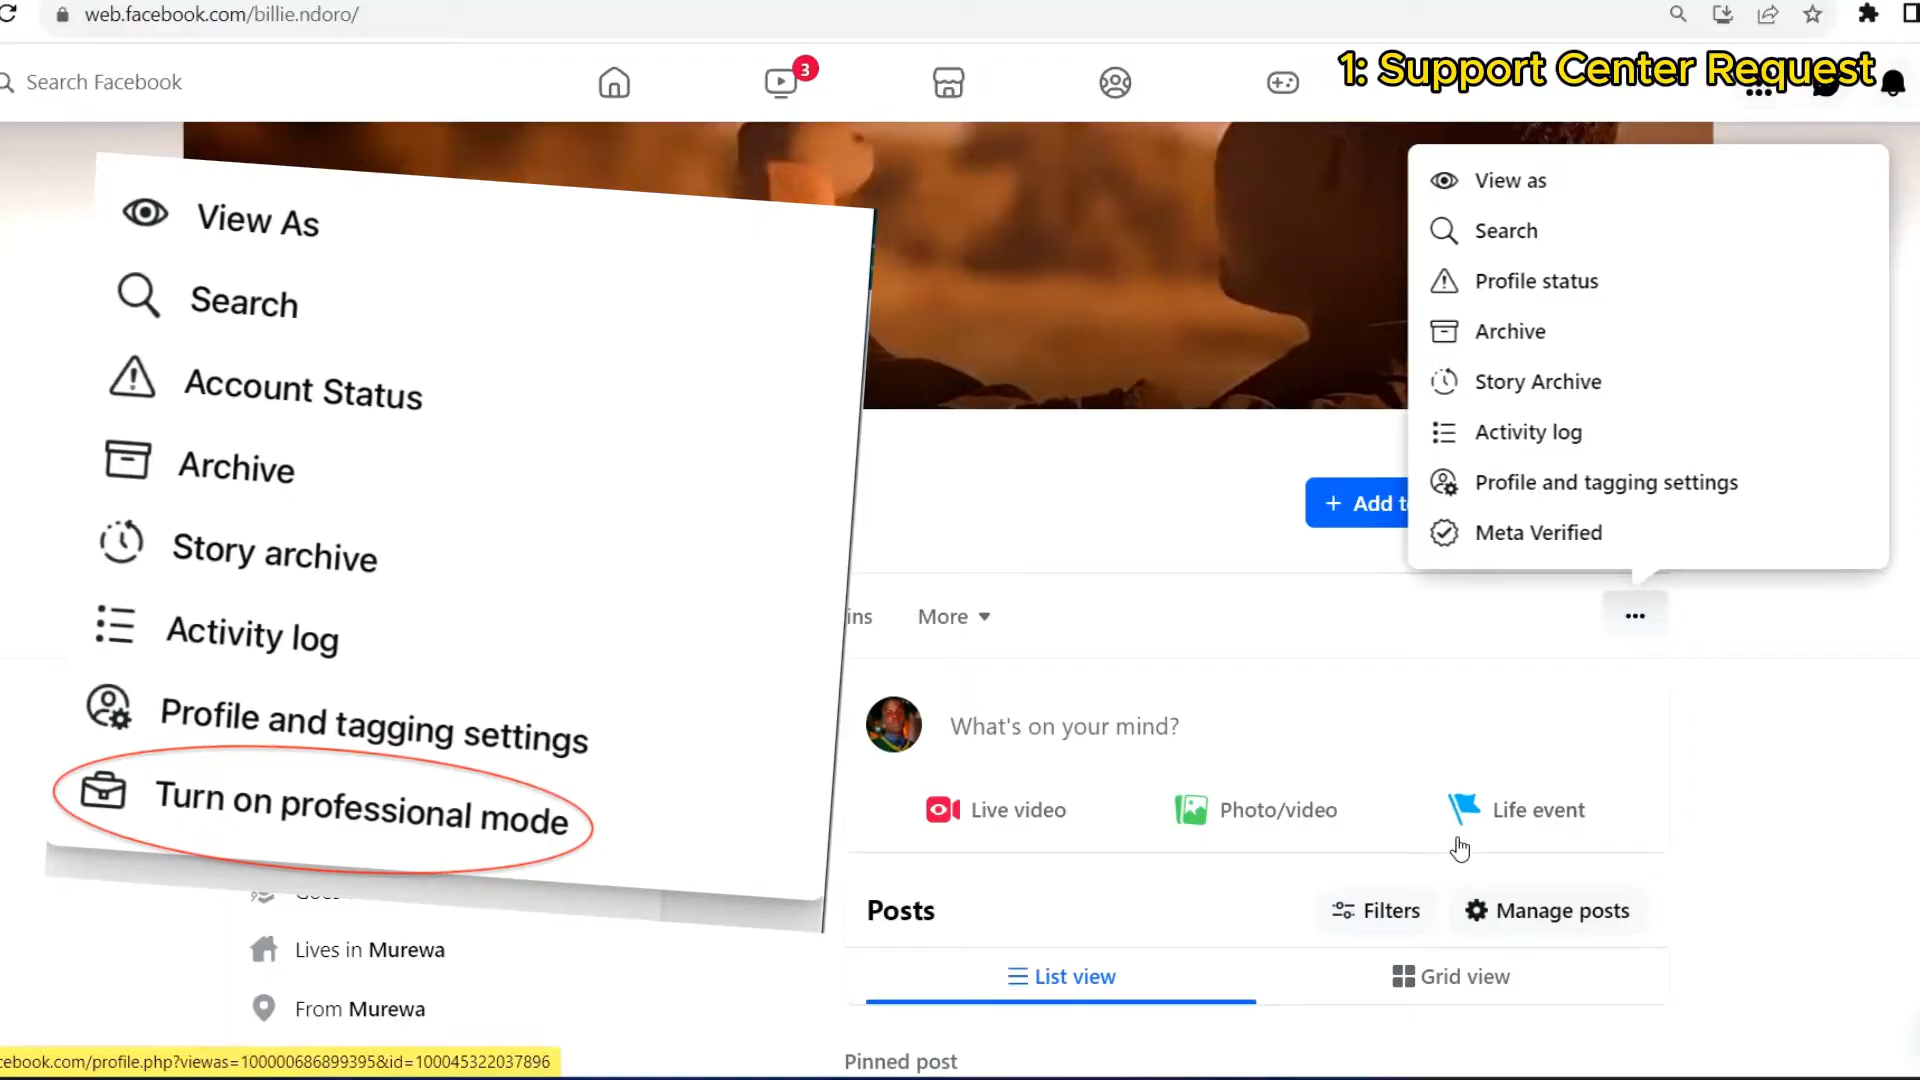 web.facebook.com/billie.ndoro/
Search Facebook
3
1: Support Center Request
View As
Search
Account Status
Archive
Story archive
Activity log
Profile and tagging settings
Turn on professional mode
View as
Search
Profile status
Archive
Story Archive
Activity log
Profile and tagging settings
Meta Verified
+ Add t
ins
More
What's on your mind?
Live video
Photo/video
Life event
Posts
Filters
Manage posts
List view
Grid view
Lives in Murewa
From Murewa
Pinned post
cebook.com/profile.php?viewas=100000686899395&id=100045322037896